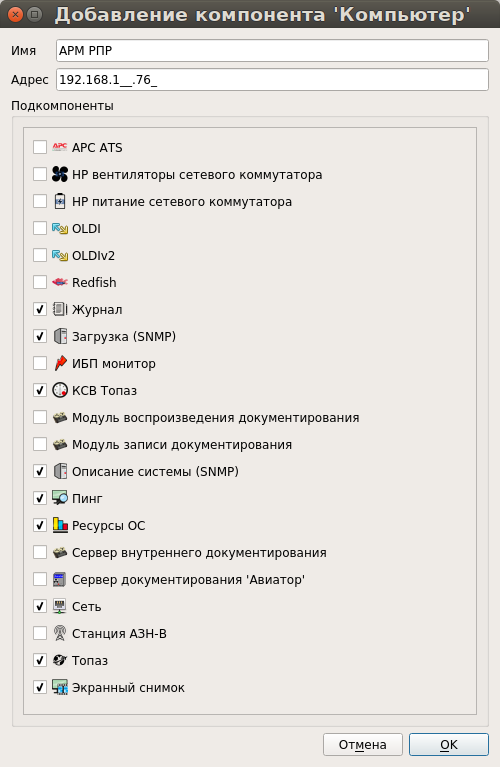 Добавление компонента 'Компьютер'
Имя АРМ РПР
Адрес 192.168.1__.76_
Подкомпоненты
APC APC ATS
HP вентиляторы сетевого коммутатора
HP питание сетевого коммутатора
OLDI
OLDIv2
Redfish
Журнал
Загрузка (SNMP)
ИБП монитор
КСВ Топаз
Модуль воспроизведения документирования
Модуль записи документирования
Описание системы (SNMP)
Пинг
Ресурсы ОС
Сервер внутреннего документирования
Сервер документирования 'Авиатор'
Сеть
Станция АЗН-В
Топаз
Экранный снимок
Отмена OK